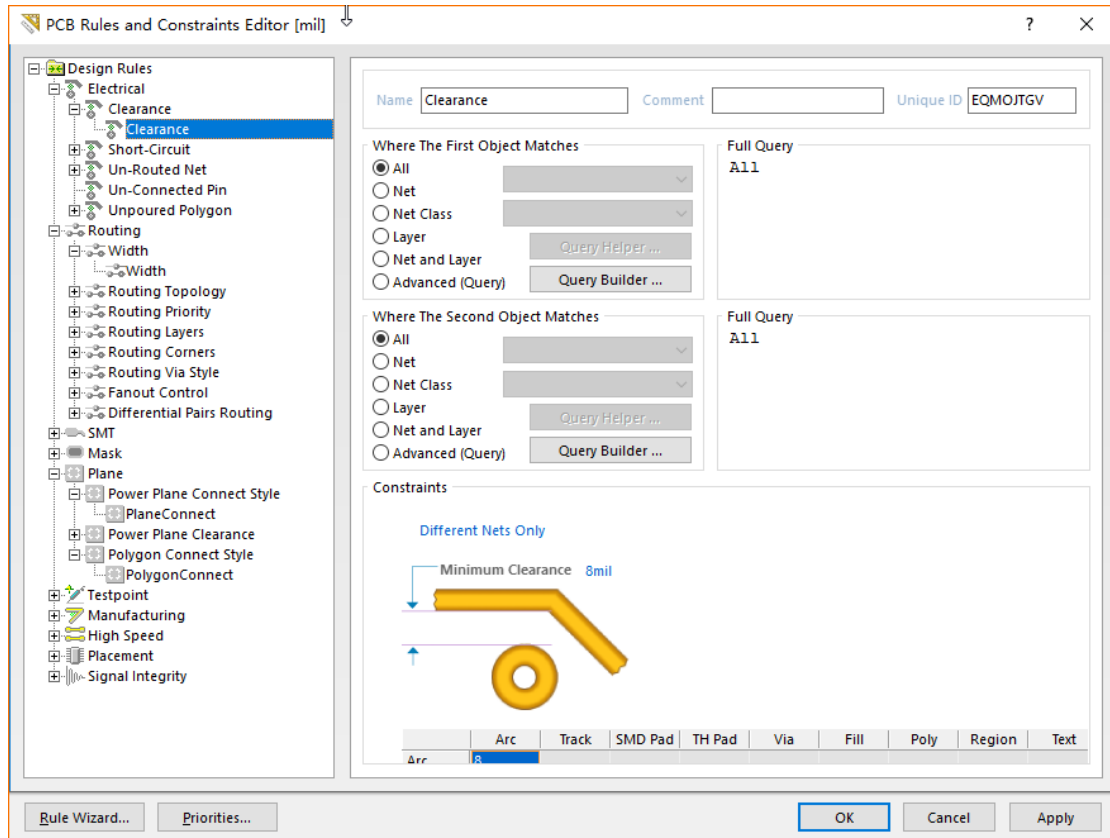 PCB Rules and Constraints Editor [mil]
?
Design Rules
Electrical
Clearance
Clearance
Short-Circuit
Un-Routed Net
Un-Connected Pin
Unpoured Polygon
Routing
Width
Width
Routing Topology
Routing Priority
Routing Layers
Routing Corners
Routing Via Style
Fanout Control
Differential Pairs Routing
SMT
Mask
Plane
Power Plane Connect Style
PlaneConnect
Power Plane Clearance
Polygon Connect Style
PolygonConnect
Testpoint
Manufacturing
High Speed
Placement
Signal Integrity
Name Clearance Comment Unique ID EQMOJTGV
Where The First Object Matches
All
Net
Net Class
Layer
Net and Layer
Advanced (Query)
Query Helper ...
Query Builder ...
Full Query
All
Where The Second Object Matches
All
Net
Net Class
Layer
Net and Layer
Advanced (Query)
Query Helper ...
Query Builder ...
Full Query
All
Constraints
Different Nets Only
Minimum Clearance 8mil
Arc Track SMD Pad TH Pad Via Fill Poly Region Text
Arc 8
Rule Wizard... Priorities... OK Cancel Apply